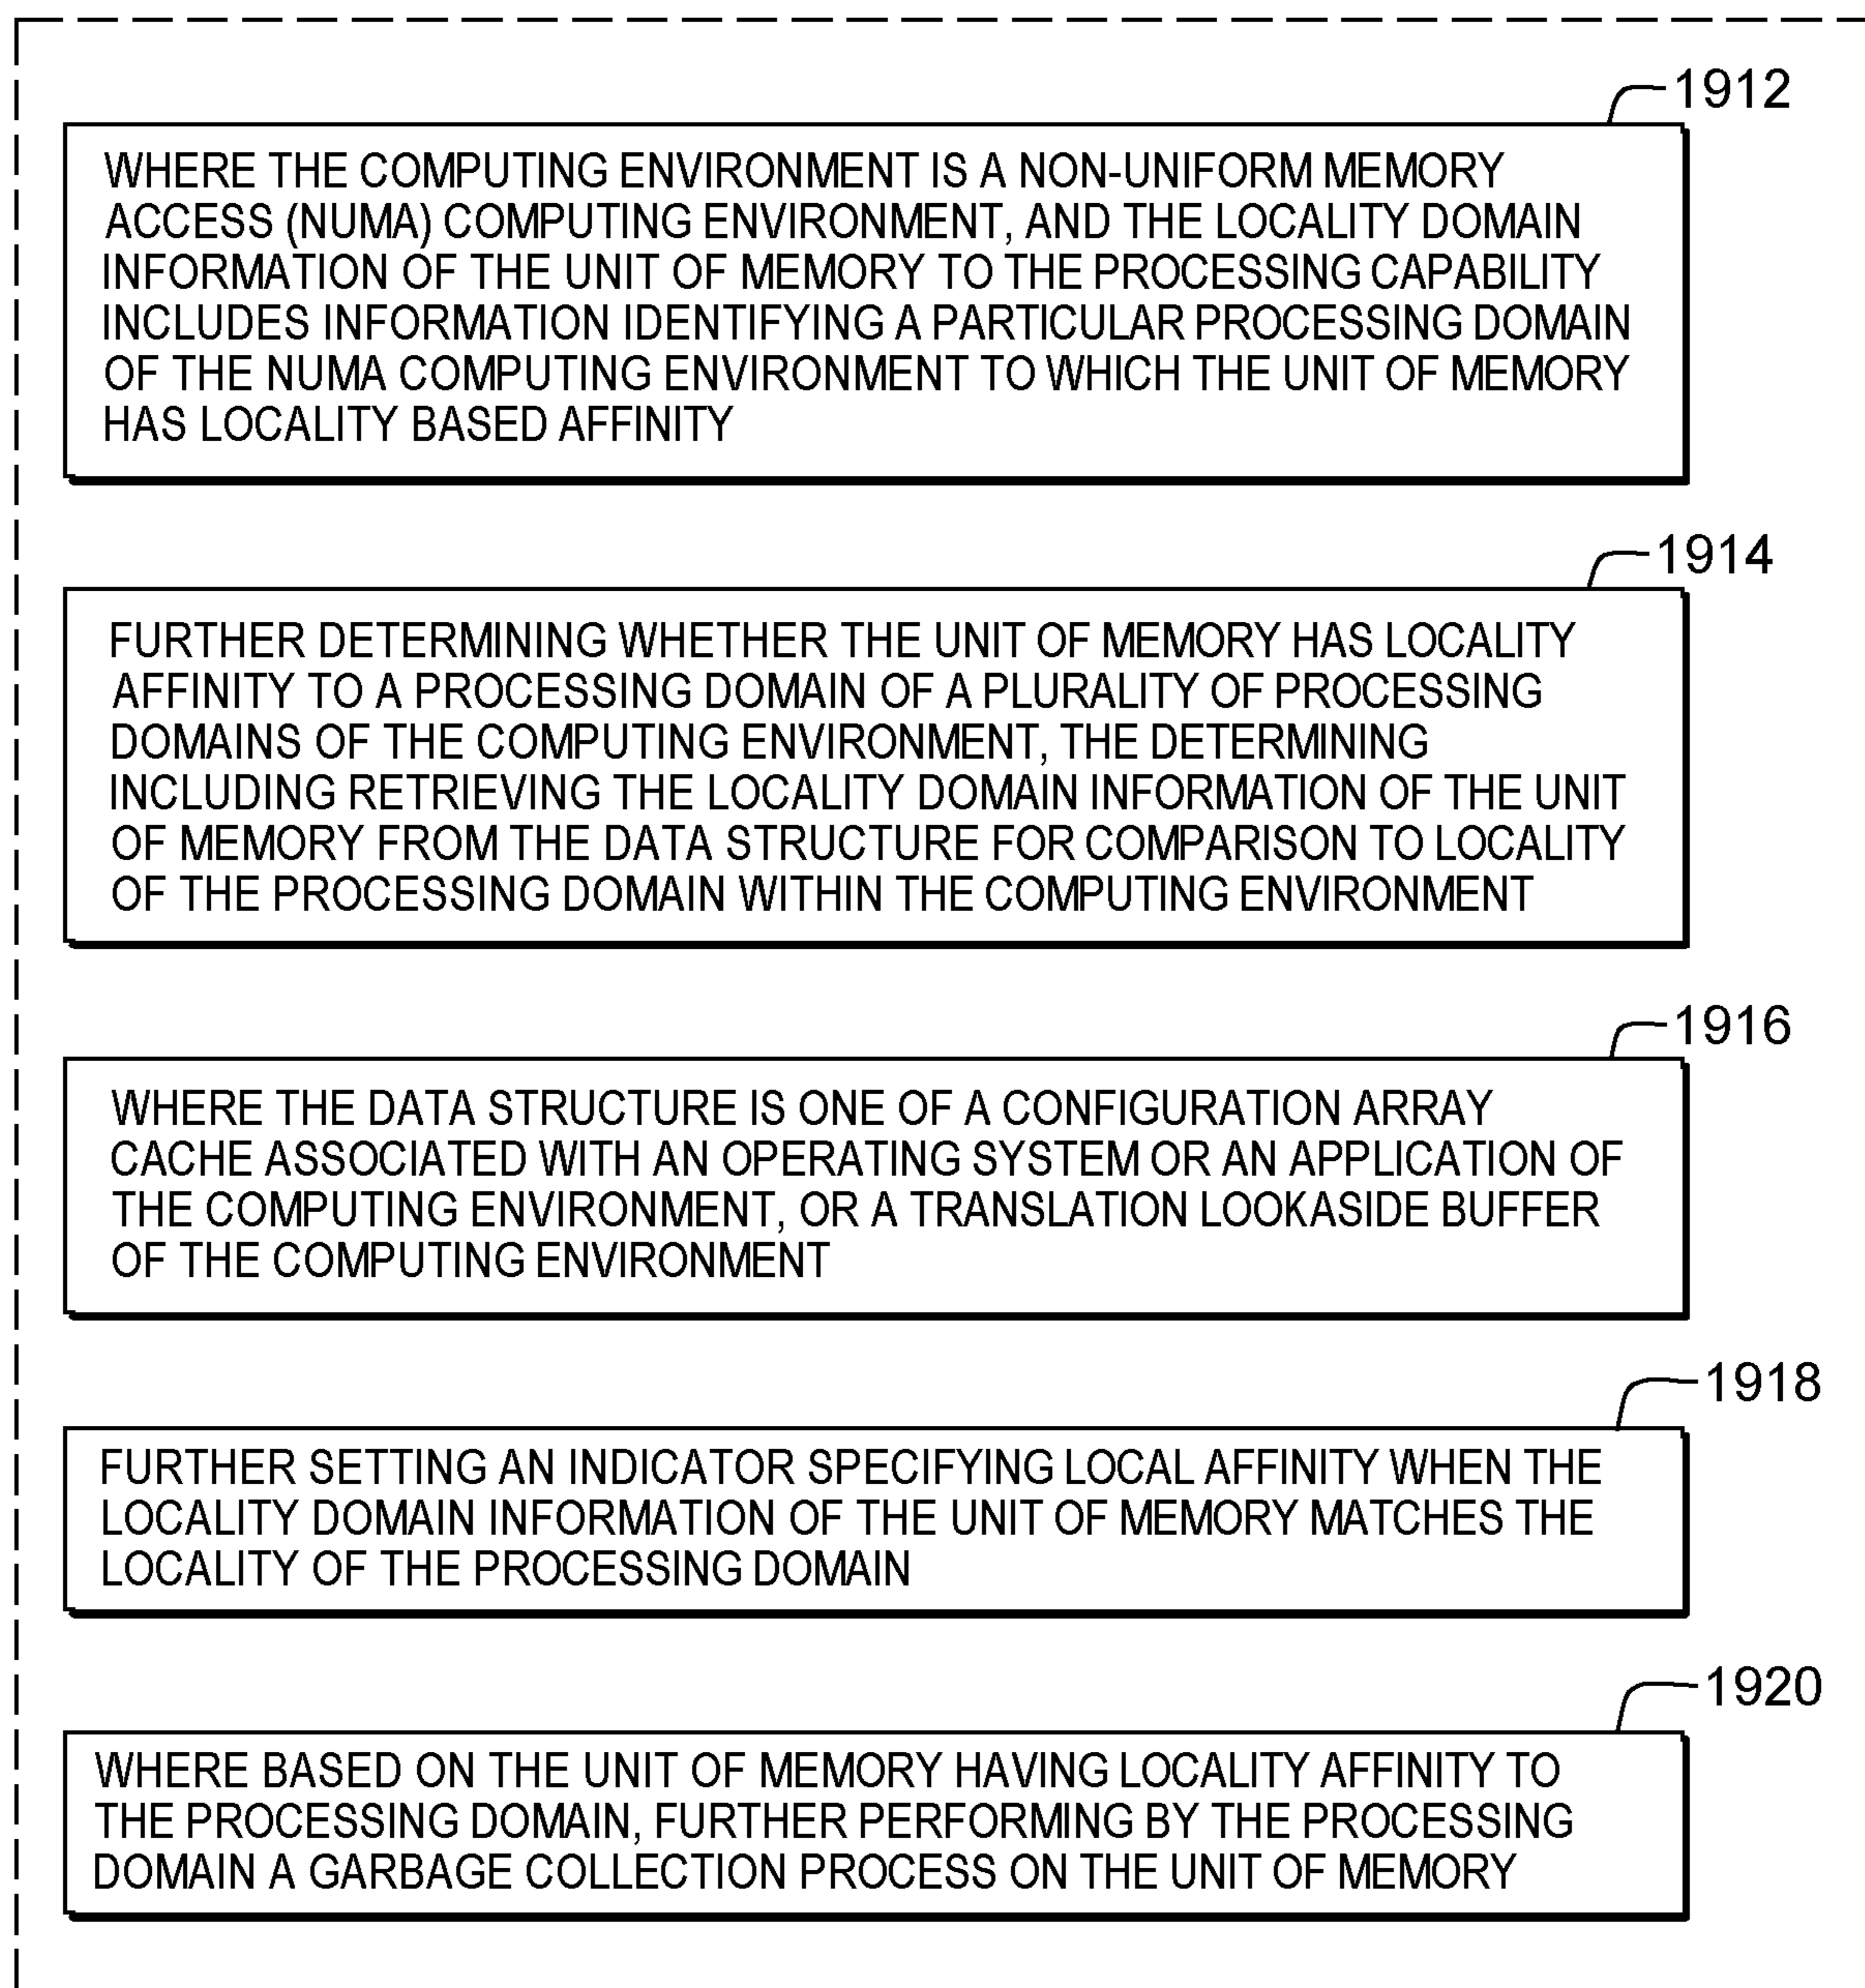 1912
WHERE THE COMPUTING ENVIRONMENT IS A NON-UNIFORM MEMORY
ACCESS (NUMA) COMPUTING ENVIRONMENT, AND THE LOCALITY DOMAIN
INFORMATION OF THE UNIT OF MEMORY TO THE PROCESSING CAPABILITY
INCLUDES INFORMATION IDENTIFYING A PARTICULAR PROCESSING DOMAIN
OF THE NUMA COMPUTING ENVIRONMENT TO WHICH THE UNIT OF MEMORY
HAS LOCALITY BASED AFFINITY
1914
FURTHER DETERMINING WHETHER THE UNIT OF MEMORY HAS LOCALITY
AFFINITY TO A PROCESSING DOMAIN OF A PLURALITY OF PROCESSING
DOMAINS OF THE COMPUTING ENVIRONMENT, THE DETERMINING
INCLUDING RETRIEVING THE LOCALITY DOMAIN INFORMATION OF THE UNIT
OF MEMORY FROM THE DATA STRUCTURE FOR COMPARISON TO LOCALITY
OF THE PROCESSING DOMAIN WITHIN THE COMPUTING ENVIRONMENT
1916
WHERE THE DATA STRUCTURE IS ONE OF A CONFIGURATION ARRAY
CACHE ASSOCIATED WITH AN OPERATING SYSTEM OR AN APPLICATION OF
THE COMPUTING ENVIRONMENT, OR A TRANSLATION LOOKASIDE BUFFER
OF THE COMPUTING ENVIRONMENT
1918
FURTHER SETTING AN INDICATOR SPECIFYING LOCAL AFFINITY WHEN THE
LOCALITY DOMAIN INFORMATION OF THE UNIT OF MEMORY MATCHES THE
LOCALITY OF THE PROCESSING DOMAIN
1920
WHERE BASED ON THE UNIT OF MEMORY HAVING LOCALITY AFFINITY TO
THE PROCESSING DOMAIN, FURTHER PERFORMING BY THE PROCESSING
DOMAIN A GARBAGE COLLECTION PROCESS ON THE UNIT OF MEMORY